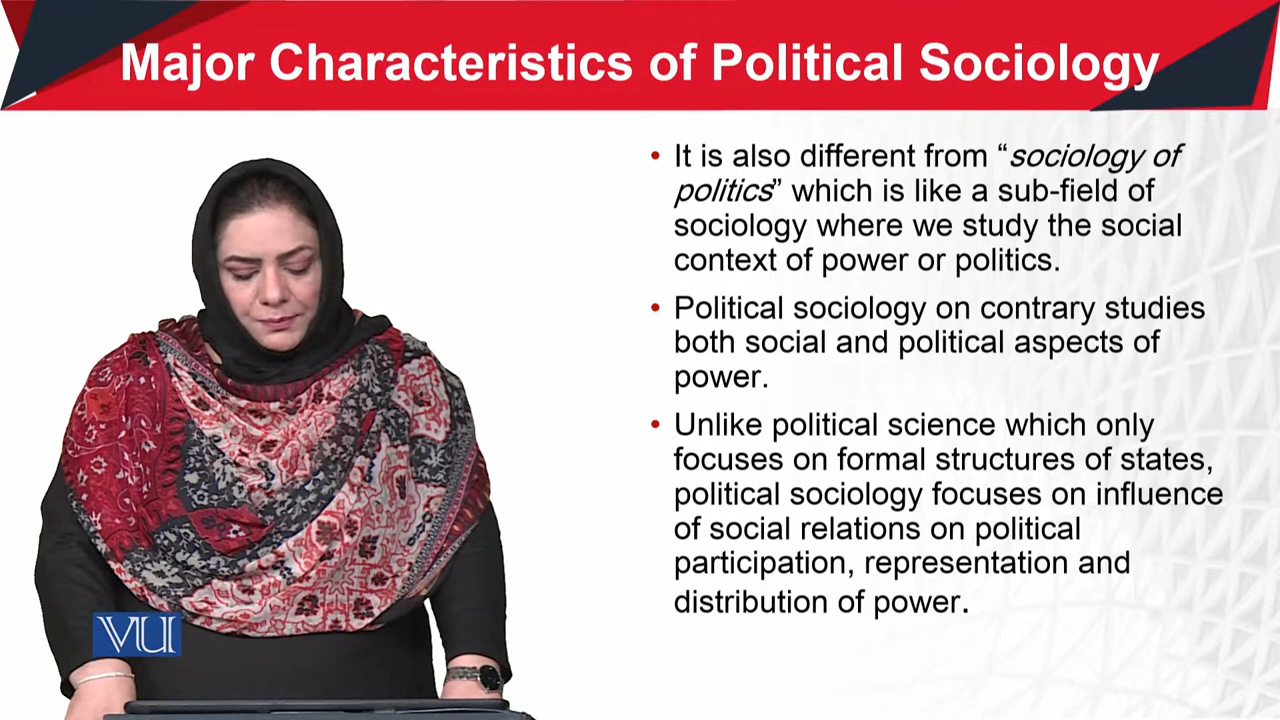 Major Characteristics of Political Sociology
• It is also different from “sociology of
politics” which is like a sub-field of
sociology where we study the social
context of power or politics.
• Political sociology on contrary studies
both social and political aspects of
power.
• Unlike political science which only
focuses on formal structures of states,
political sociology focuses on influence
of social relations on political
participation, representation and
distribution of power.
VU